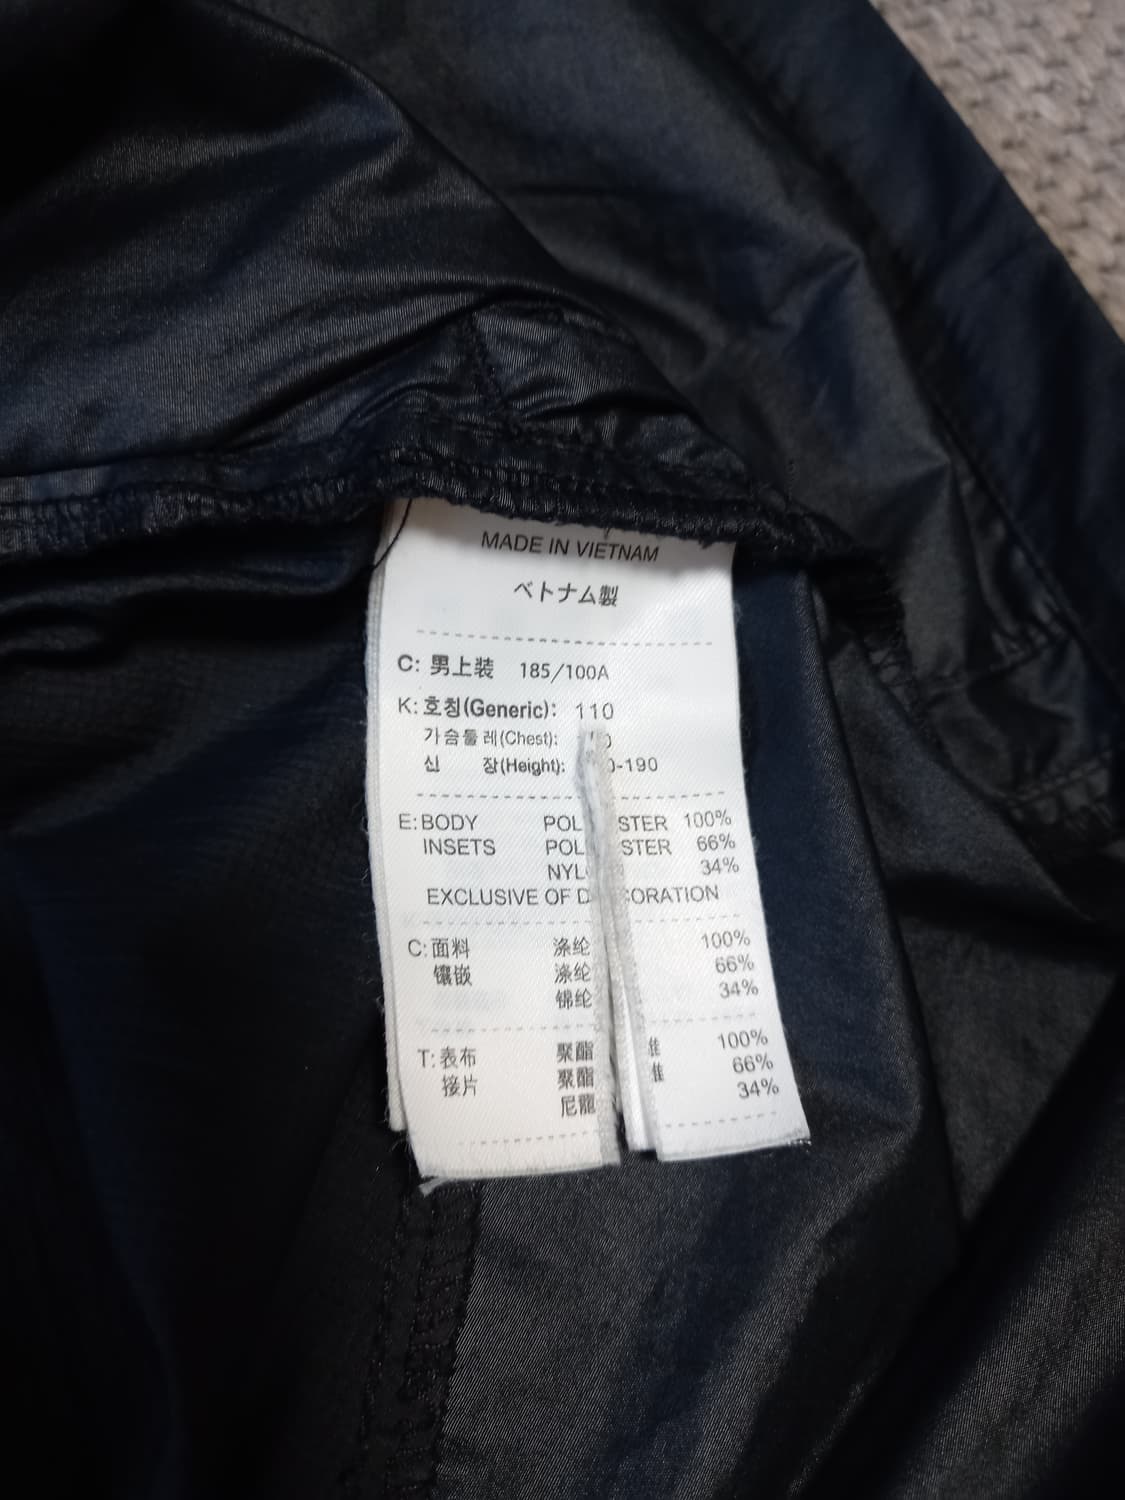 MADE IN VIETNAM
ベトナム製
C: 男上装 185/100A
K: 호칭(Generic): 110
가슴둘레(Chest):
신 장(Height): -190
E: BODY 100%
INSETS 66%
34%
EXCLUSIVE OF
C: 面料 涤纶 100%
镶嵌 涤纶 66%
锦纶 34%
T: 表布 聚酯 100%
接片 聚酯 66%
尼龍 34%